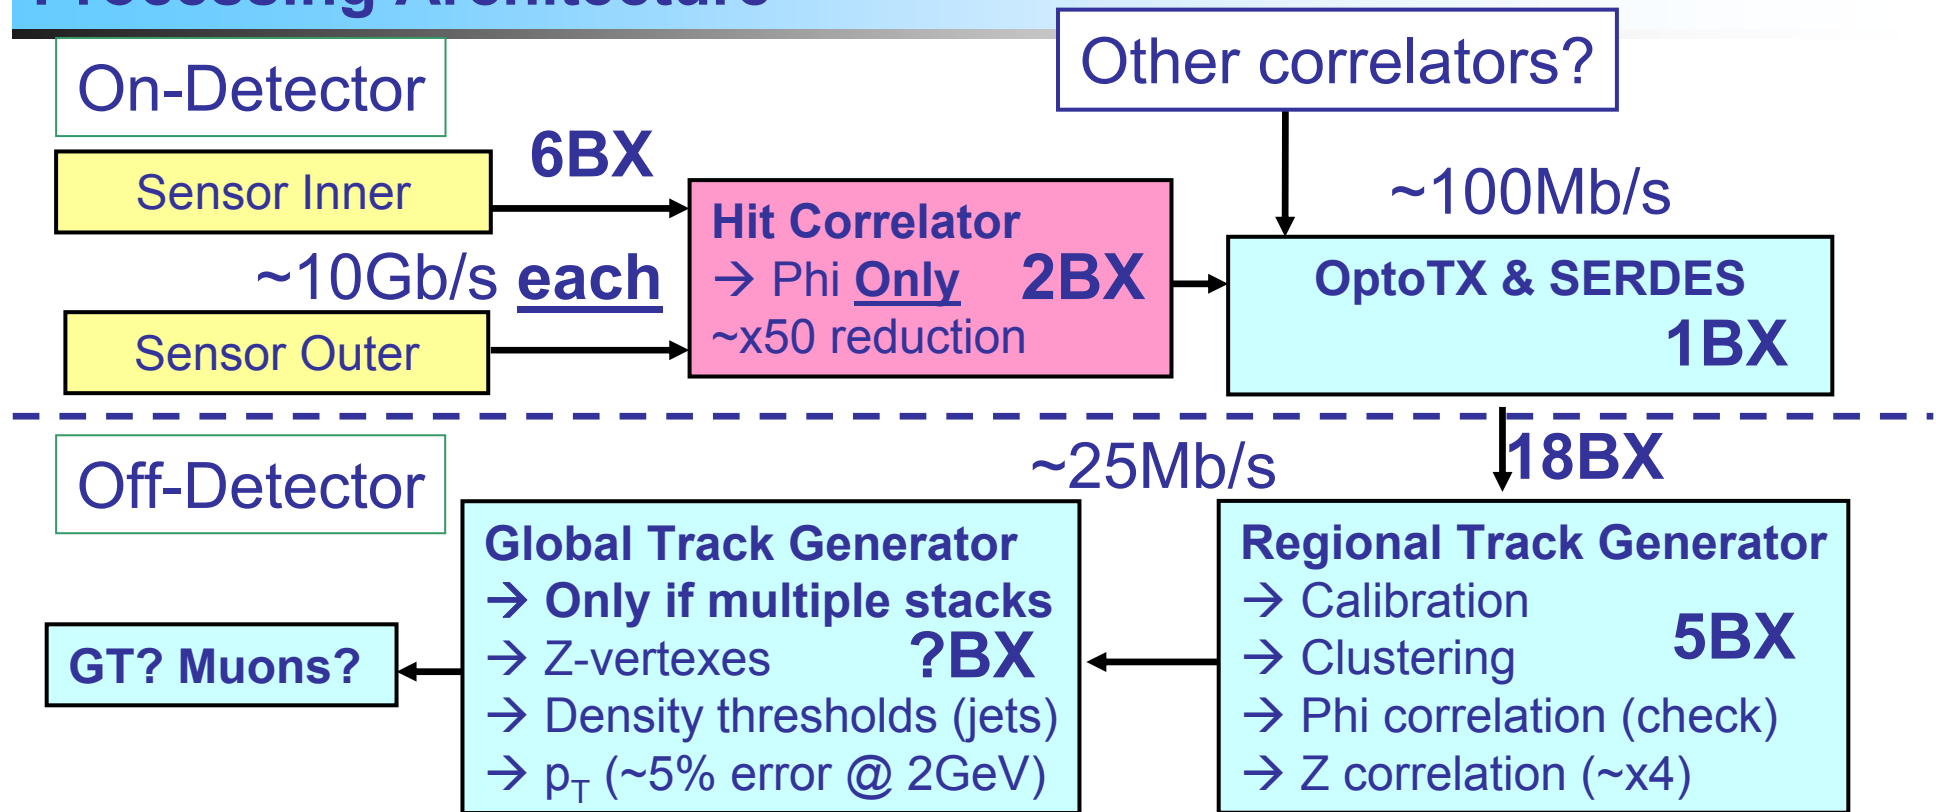 Processing Architecture
On-Detector
Other correlators?
6BX
Sensor Inner
~100Mb/s
Hit Correlator
→ Phi Only 2BX
~x50 reduction
~10Gb/s each
OptoTX & SERDES
1BX
Sensor Outer
Off-Detector
~25Mb/s
18BX
Global Track Generator
→ Only if multiple stacks
→ Z-vertexes ?BX
→ Density thresholds (jets)
→ pT (~5% error @ 2GeV)
Regional Track Generator
→ Calibration
→ Clustering 5BX
→ Phi correlation (check)
→ Z correlation (~x4)
GT? Muons?